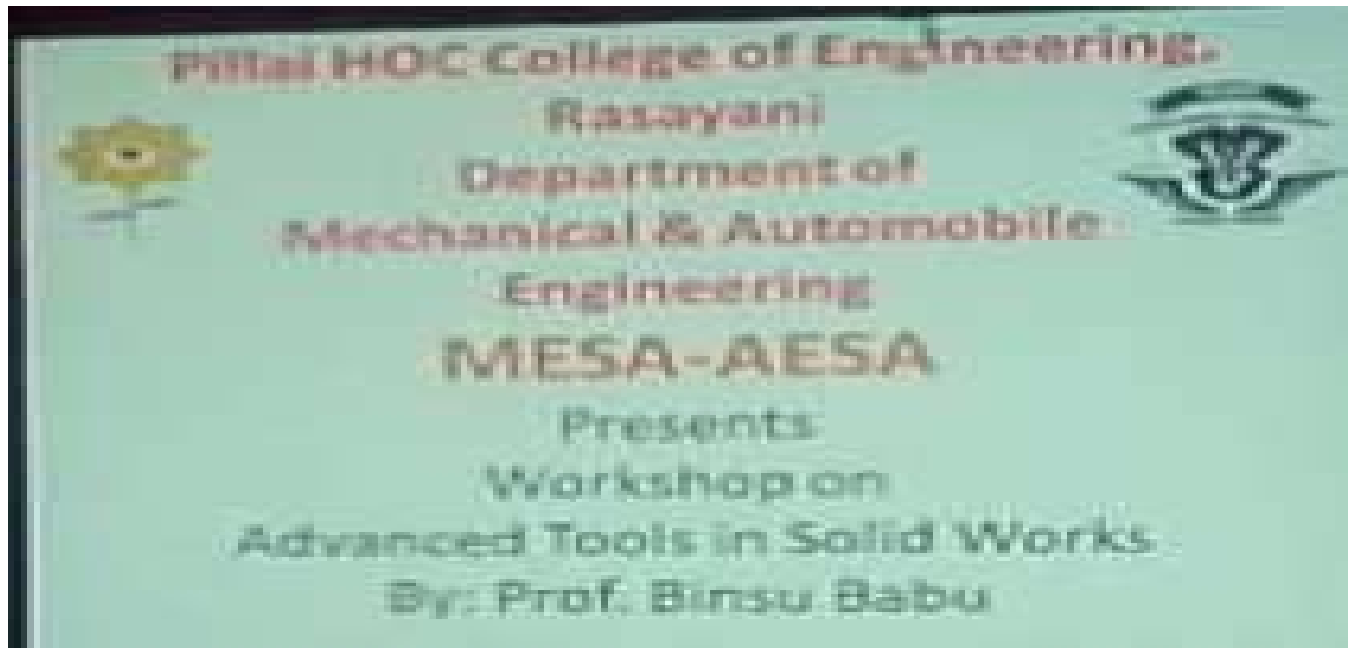 Pillai HOC College of Engineering,
Rasayani
Department of
Mechanical & Automobile
Engineering
MESA-AESA
Presents
Workshop on
Advanced Tools in Solid Works
By: Prof. Binsu Babu